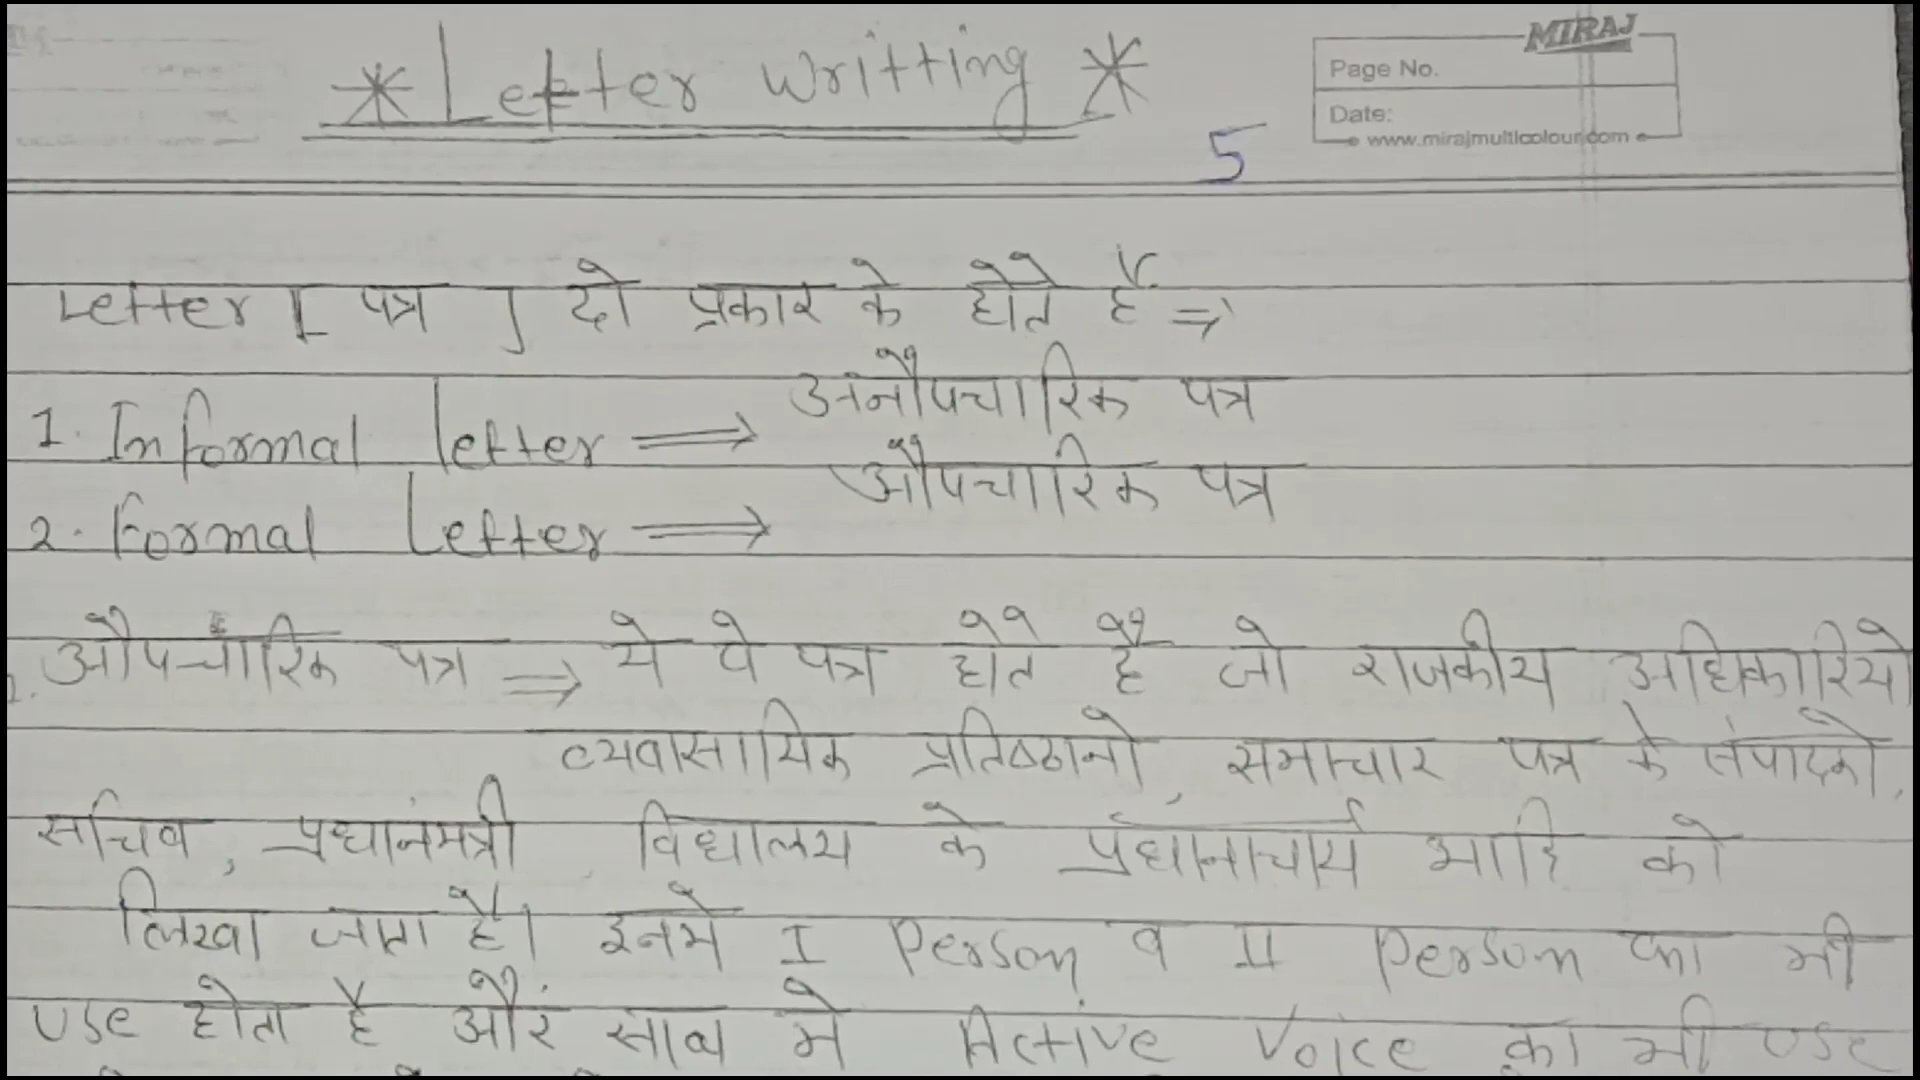 * Letter writting *
MIRAJ
Page No.
Date:
www.mirajmulticolour.com
5
Letter [ पत्र ] दो प्रकार के होते हैं ⇒
1. Informal letter ⟹ अनौपचारिक पत्र
2. Formal Letter ⟹ औपचारिक पत्र
औपचारिक पत्र ⇒ ये वे पत्र होते है जो राजकीय अधिकारियो
व्यवासायिक प्रतिष्ठानो, समाचार पत्र के संपादको,
सचिव, प्रधानंमत्री, विद्यालय के प्रधानाचार्य आदि को
लिखा जाता है। इनमे I Person व II Person का भी
use होता है और साथ मे Active Voice का भी use